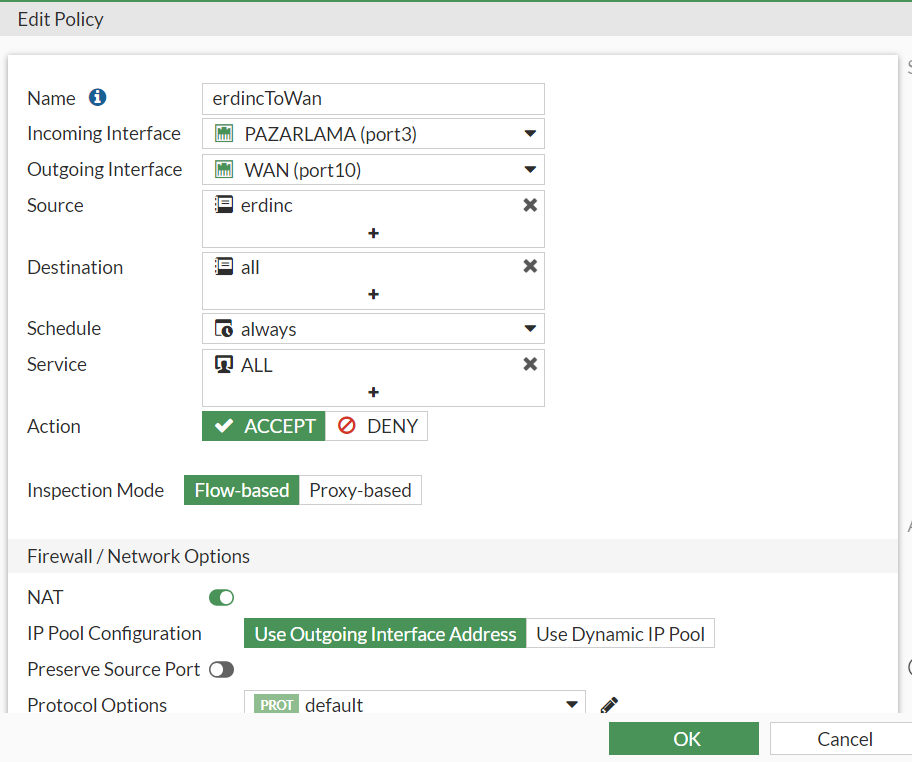 Edit Policy
Name
erdincToWan
Incoming Interface
PAZARLAMA (port3)
Outgoing Interface
WAN (port10)
Source
erdinc
+
Destination
all
+
Schedule
always
Service
ALL
+
Action
ACCEPT
DENY
Inspection Mode
Flow-based
Proxy-based
Firewall / Network Options
NAT
IP Pool Configuration
Use Outgoing Interface Address
Use Dynamic IP Pool
Preserve Source Port
Protocol Options
PROT default
OK
Cancel